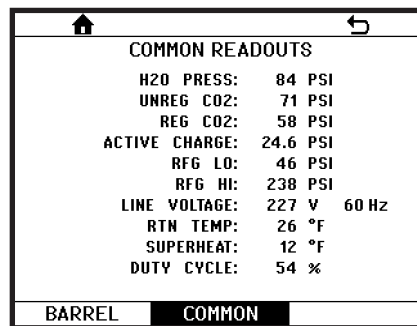 COMMON READOUTS
H2O PRESS: 84 PSI
UNREG CO2: 71 PSI
REG CO2: 58 PSI
ACTIVE CHARGE: 24.6 PSI
RFG LO: 46 PSI
RFG HI: 238 PSI
LINE VOLTAGE: 227 V 60 Hz
RTN TEMP: 26 °F
SUPERHEAT: 12 °F
DUTY CYCLE: 54 %
BARREL COMMON